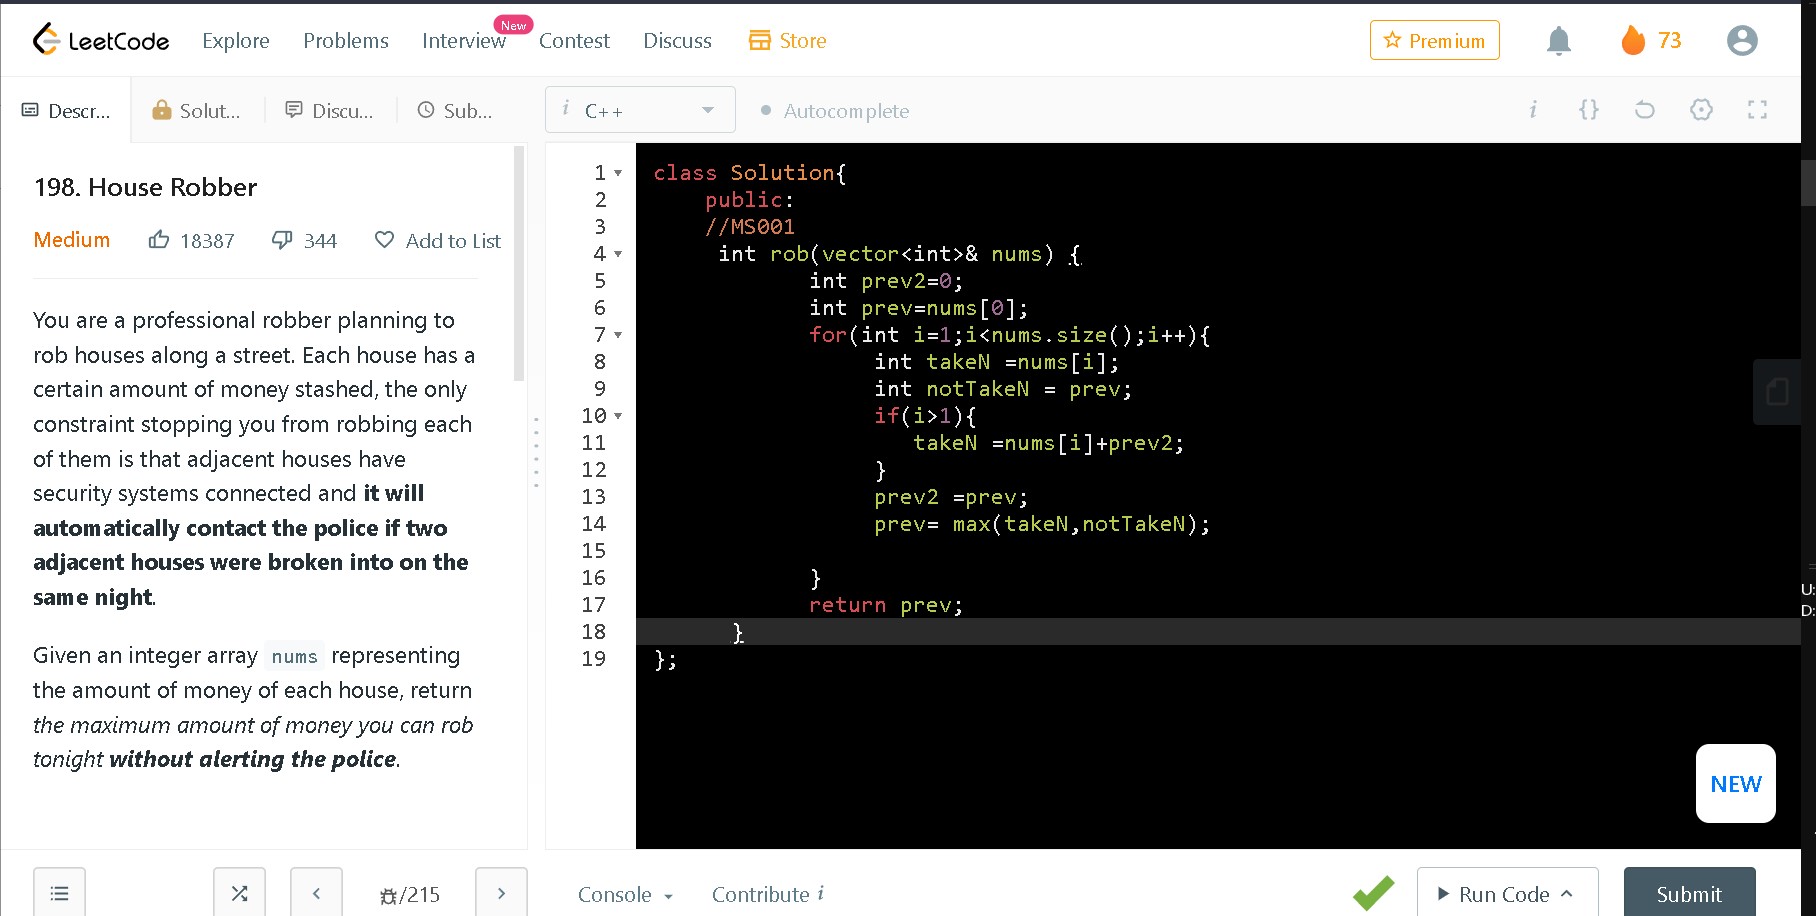 LeetCode Explore Problems Interview New Contest Discuss Store Premium 73
Descr... Solut... Discu... Sub... i C++ Autocomplete i {}
198. House Robber
Medium 18387 344 Add to List
You are a professional robber planning to
rob houses along a street. Each house has a
certain amount of money stashed, the only
constraint stopping you from robbing each
of them is that adjacent houses have
security systems connected and it will
automatically contact the police if two
adjacent houses were broken into on the
same night.
Given an integer array nums representing
the amount of money of each house, return
the maximum amount of money you can rob
tonight without alerting the police.
1 class Solution{
2 public:
3 //MS001
4 int rob(vector<int>& nums) {
5 int prev2=0;
6 int prev=nums[0];
7 for(int i=1;i<nums.size();i++){
8 int takeN =nums[i];
9 int notTakeN = prev;
10 if(i>1){
11 takeN =nums[i]+prev2;
12 }
13 prev2 =prev;
14 prev= max(takeN,notTakeN);
15
16 }
17 return prev;
18 }
19 };
U:
D:
NEW
/215 Console Contribute i Run Code Submit